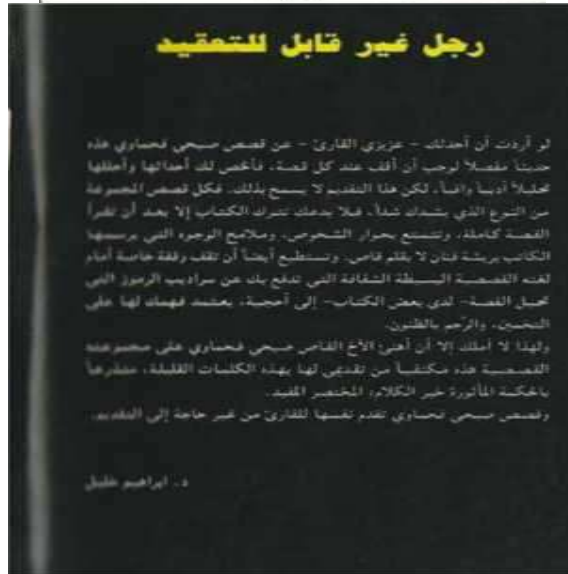 رجل غير قابل للتعقيد
لو أردت أن أحدثك - عزيزي القارئ - عن قصص صبحي فحماوي هذه
حديثاً مفصلاً لوجب أن أقف عند كل قصة، فألخص لك أحداثها وأحللها
تحليلاً أدبياً وافياً، لكن هذا التقديم لا يسمح بذلك. فكل قصص المجموعة
من النوع الذي يشدك شداً، فلا يدعك تترك الكتاب إلا بعد أن تقرأ
القصة كاملة، وتتمتع بحوار الشخوص، وملامح الوجوه التي يرسمها
الكاتب بريشة فنان لا بقلم قاص. وتستطيع أيضاً أن تقف وقفة خاصة أمام
لغته القصصية البسيطة الشفافة التي تدفع بك عن سراديب الرموز التي
تحيل القصة- لدى بعض الكتاب- إلى أحجية، يعتمد فهمك لها على
التخمين، والرّجم بالظنون.
ولهذا لا أملك إلا أن أهنئ الأخ القاص صبحي فحماوي على مجموعته
القصصية هذه مكتفياً من تقديمي لها بهذه الكلمات القليلة، متذرعاً
بالحكمة المأثورة خير الكلام: المختصر المفيد.
وقصص صبحي فحماوي تقدم نفسها للقارئ من غير حاجة إلى التقديم.
د. ابراهيم خليل